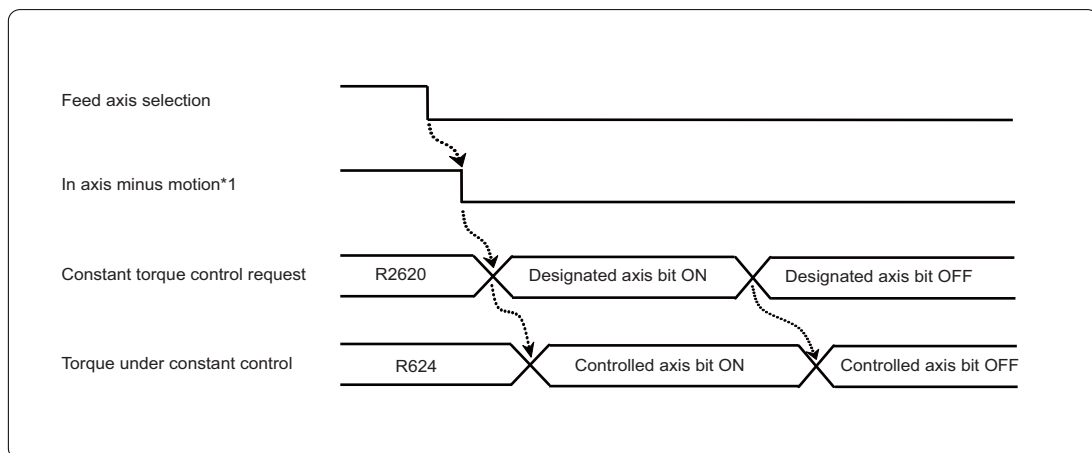 Feed axis selection
In axis minus motion*1
Constant torque control request
R2620
Designated axis bit ON
Designated axis bit OFF
Torque under constant control
R624
Controlled axis bit ON
Controlled axis bit OFF